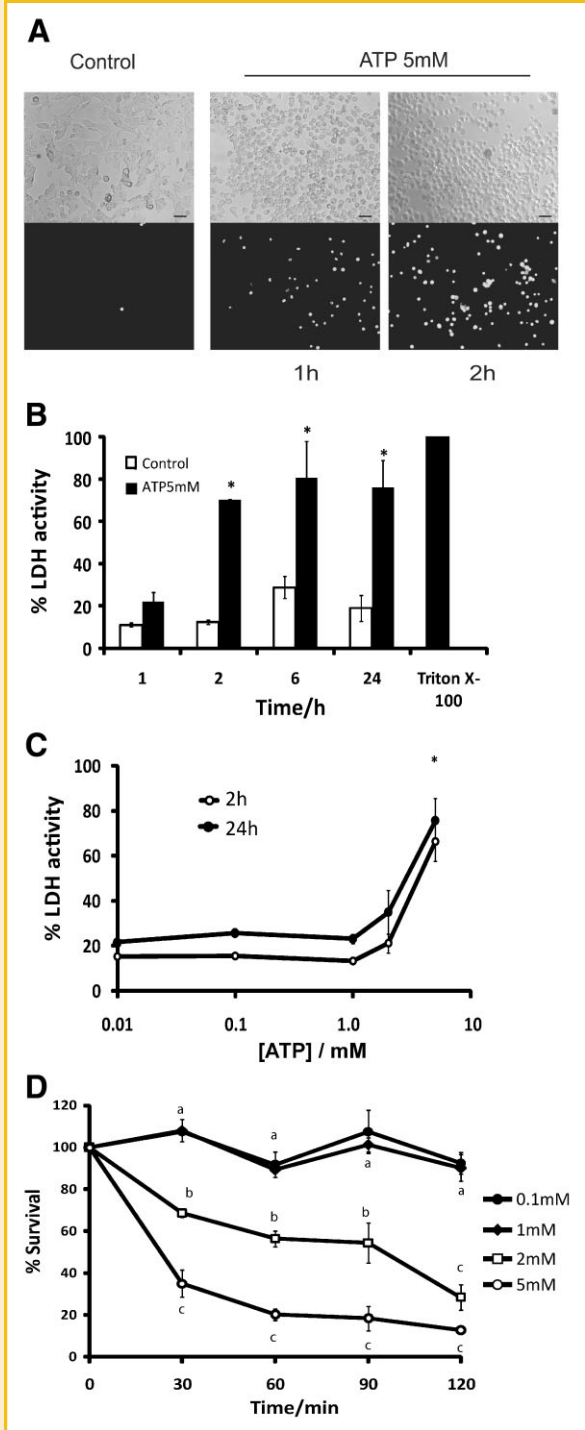 A
Control
ATP 5mM
1h
2h
B
% LDH activity
100
80
60
40
20
0
Control
ATP5mM
*
*
*
1
2
6
24
Triton X-
100
Time/h
C
% LDH activity
100
80
60
40
20
0
2h
24h
*
0.01
0.1
1.0
10
[ATP] / mM
D
% Survival
120
100
80
60
40
20
0
a
a
a
a
b
b
b
c
c
c
c
c
0.1mM
1mM
2mM
5mM
0
30
60
90
120
Time/min